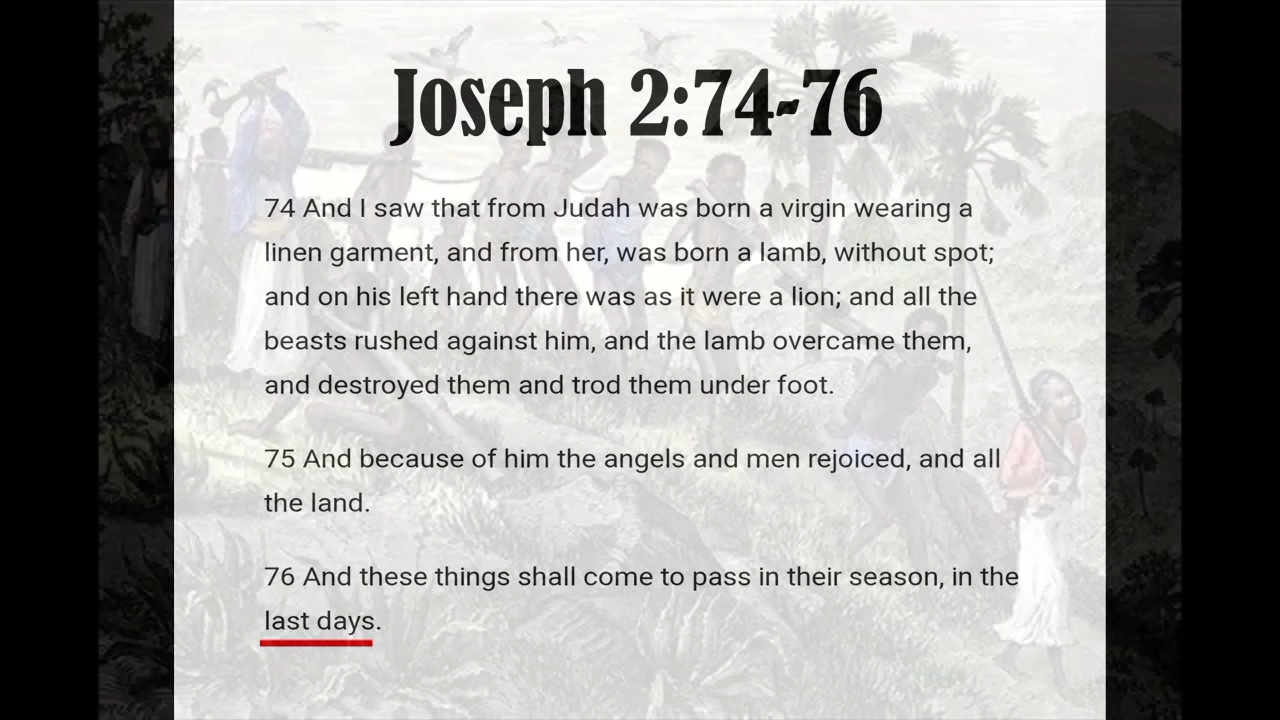 Joseph 2:74-76
74 And I saw that from Judah was born a virgin wearing a
linen garment, and from her, was born a lamb, without spot;
and on his left hand there was as it were a lion; and all the
beasts rushed against him, and the lamb overcame them,
and destroyed them and trod them under foot.
75 And because of him the angels and men rejoiced, and all
the land.
76 And these things shall come to pass in their season, in the
last days.